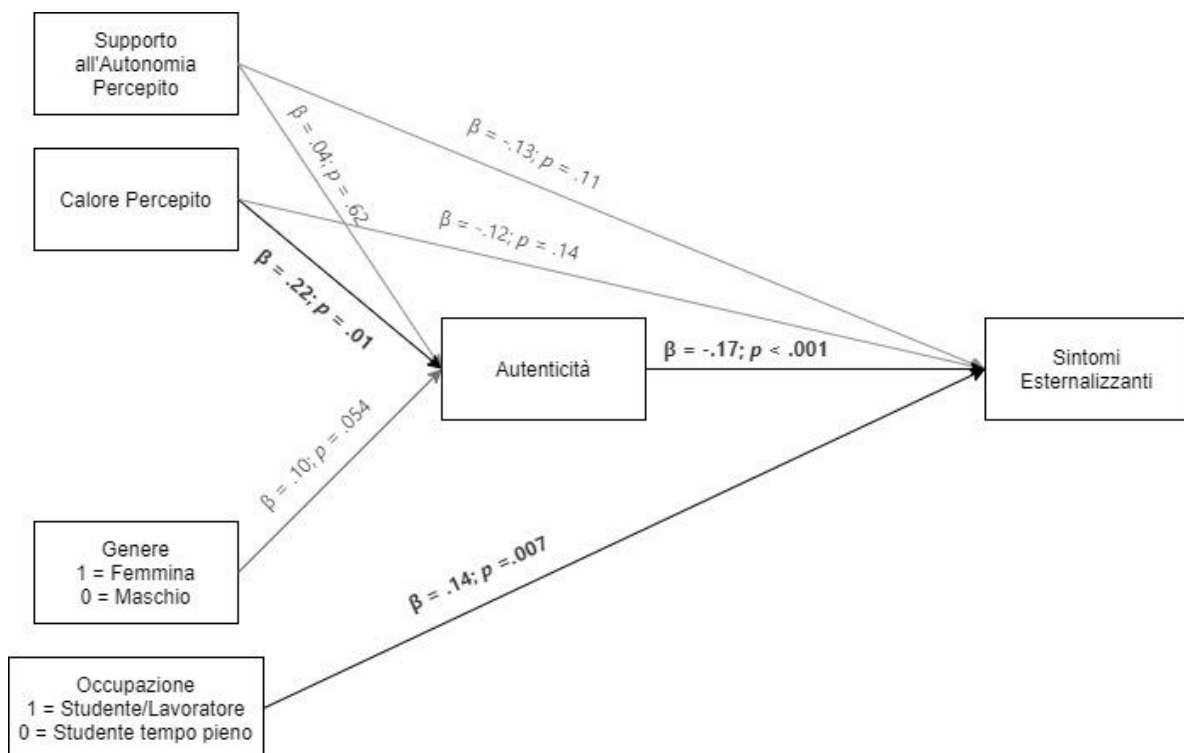 Supporto
all'Autonomia
Percepito
β = -.13; p = .11
β = .04; p = .62
Calore Percepito
β = -.12; p = .14
β = .22; p = .01
Autenticità
β = -.17; p < .001
Sintomi
Esternalizzanti
β = .10; p = .054
Genere
1 = Femmina
0 = Maschio
β = .14; p =.007
Occupazione
1 = Studente/Lavoratore
0 = Studente tempo pieno